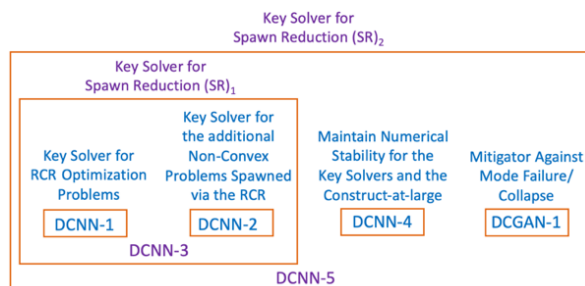 Key Solver for
Spawn Reduction (SR)₂
Key Solver for
Spawn Reduction (SR)₁
Key Solver for
RCR Optimization
Problems
DCNN-1
Key Solver for
the additional
Non-Convex
Problems Spawned
via the RCR
DCNN-2
DCNN-3
Maintain Numerical
Stability for the
Key Solvers and the
Construct-at-large
DCNN-4
Mitigator Against
Mode Failure/
Collapse
DCGAN-1
DCNN-5